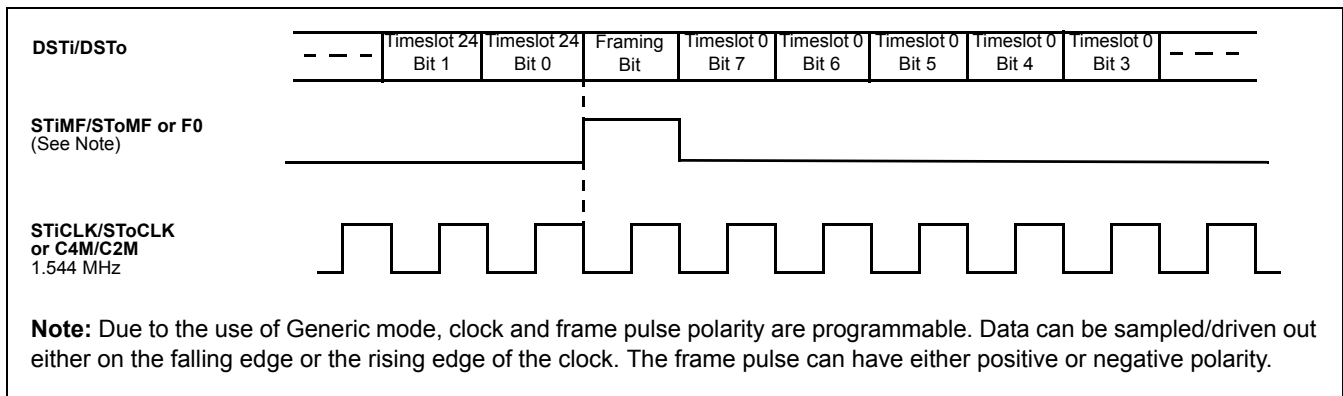 DSTi/DSTo
Timeslot 24 Timeslot 24 Framing Timeslot 0 Timeslot 0 Timeslot 0 Timeslot 0 Timeslot 0
Bit 1 Bit 0 Bit Bit 7 Bit 6 Bit 5 Bit 4 Bit 3
STiMF/SToMF or F0
(See Note)
STiCLK/SToCLK
or C4M/C2M
1.544 MHz
Note: Due to the use of Generic mode, clock and frame pulse polarity are programmable. Data can be sampled/driven out
either on the falling edge or the rising edge of the clock. The frame pulse can have either positive or negative polarity.